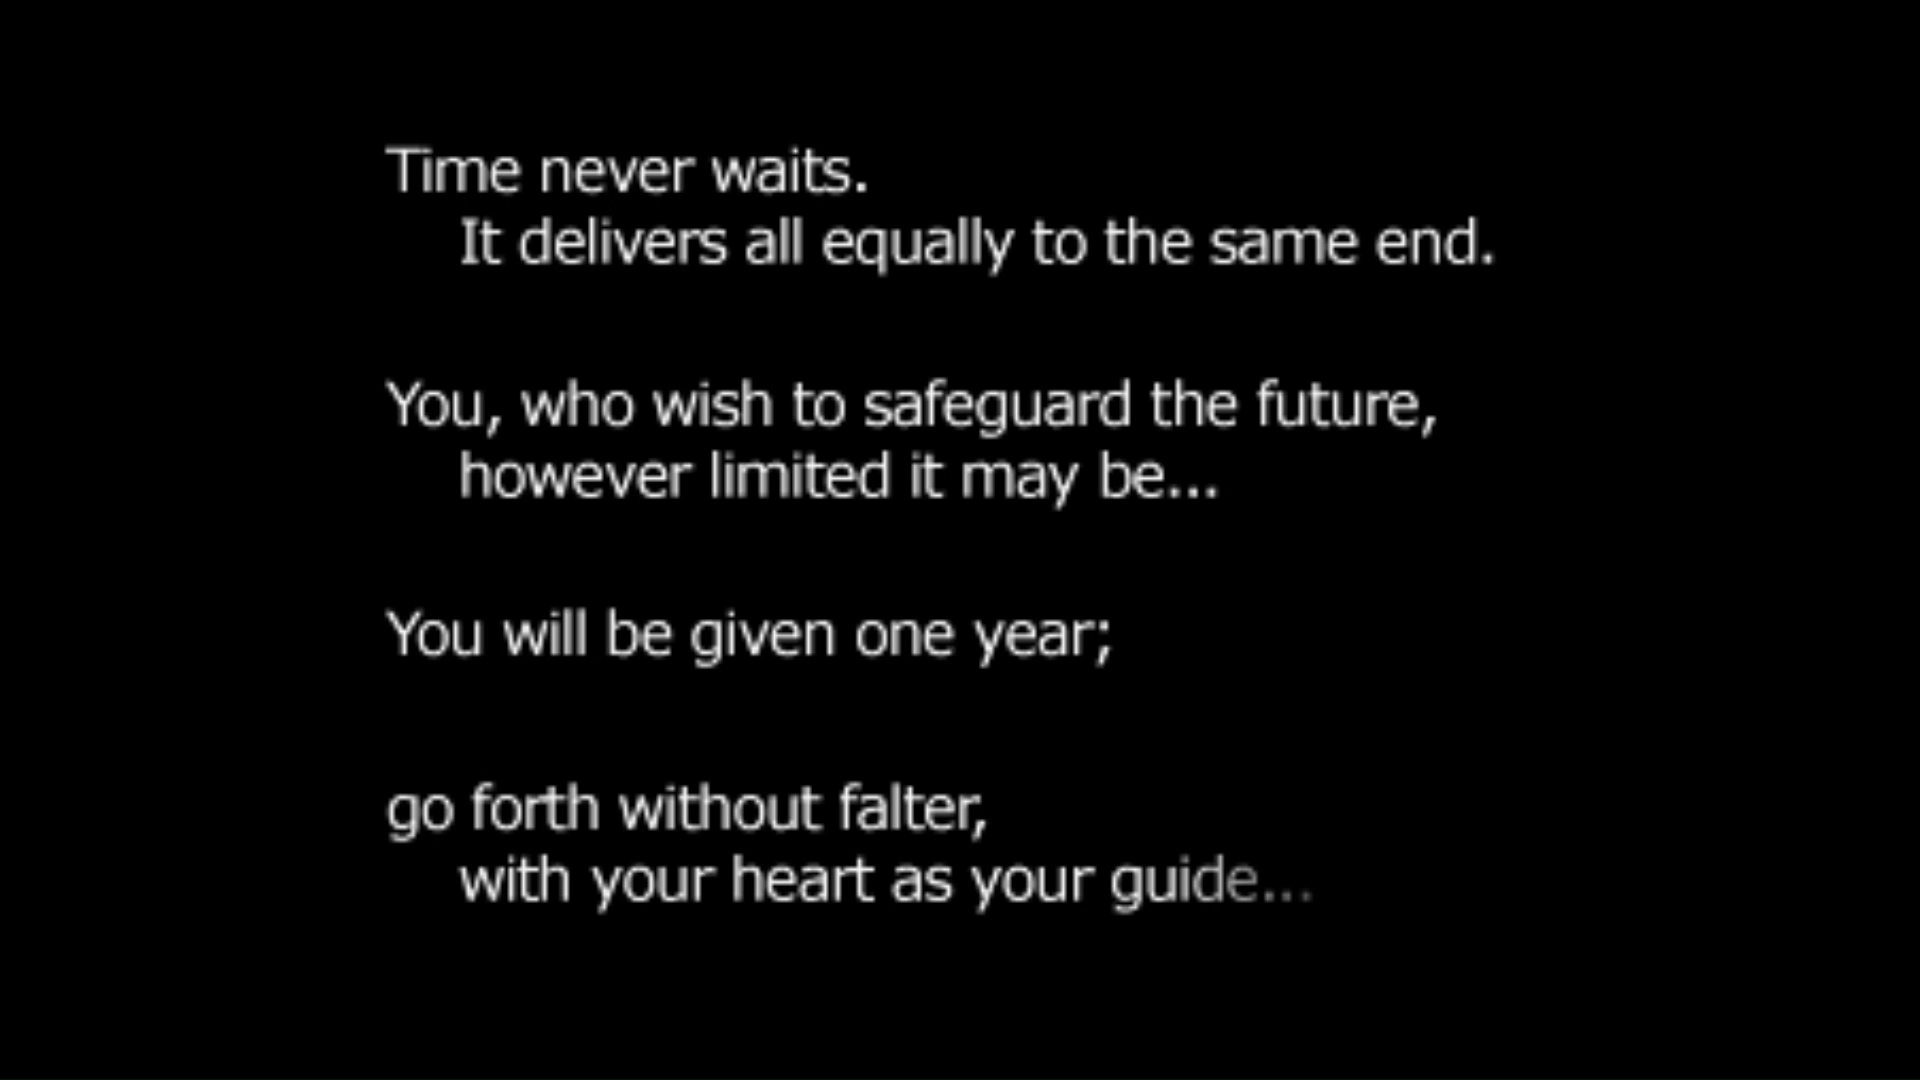 Time never waits.
It delivers all equally to the same end.
You, who wish to safeguard the future,
however limited it may be...
You will be given one year;
go forth without falter,
with your heart as your guide...